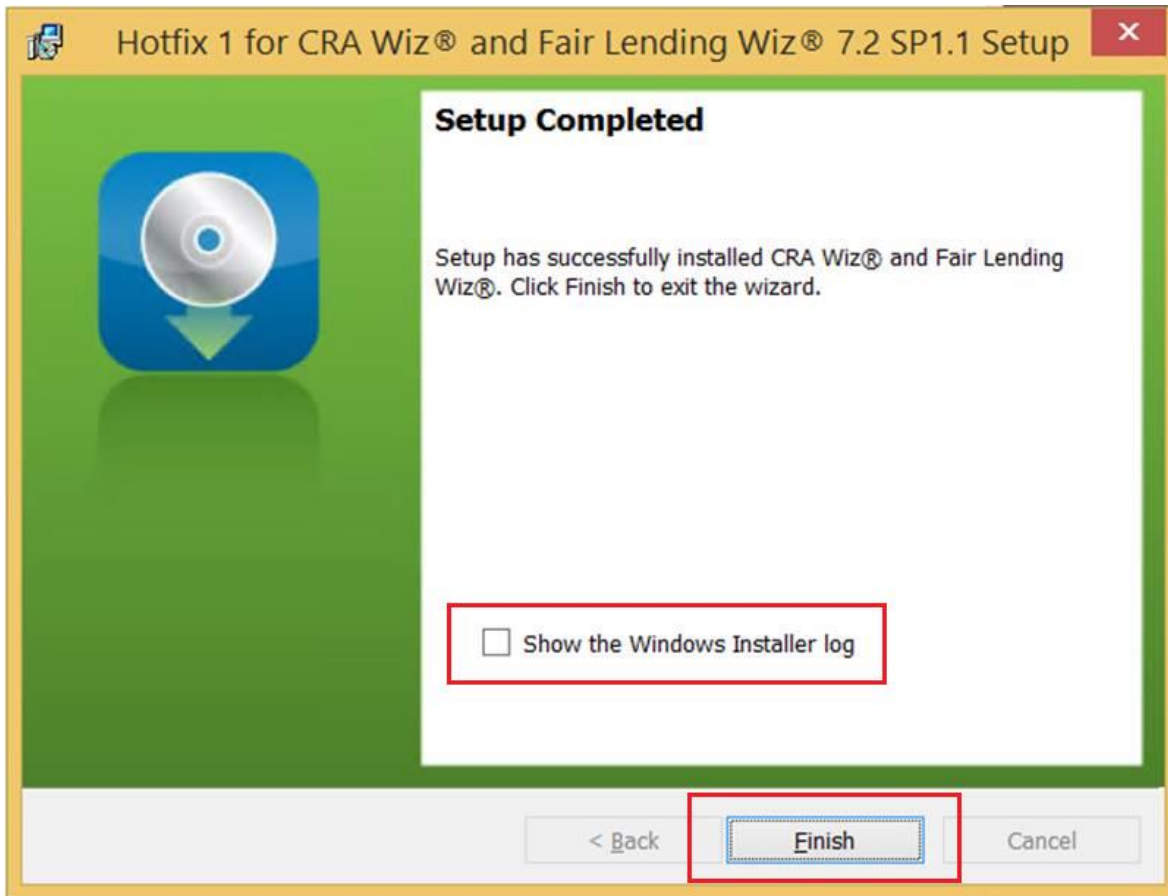 Hotfix 1 for CRA Wiz® and Fair Lending Wiz® 7.2 SP1.1 Setup
Setup Completed
Setup has successfully installed CRA Wiz® and Fair Lending
Wiz®. Click Finish to exit the wizard.
Show the Windows Installer log
< Back Finish Cancel